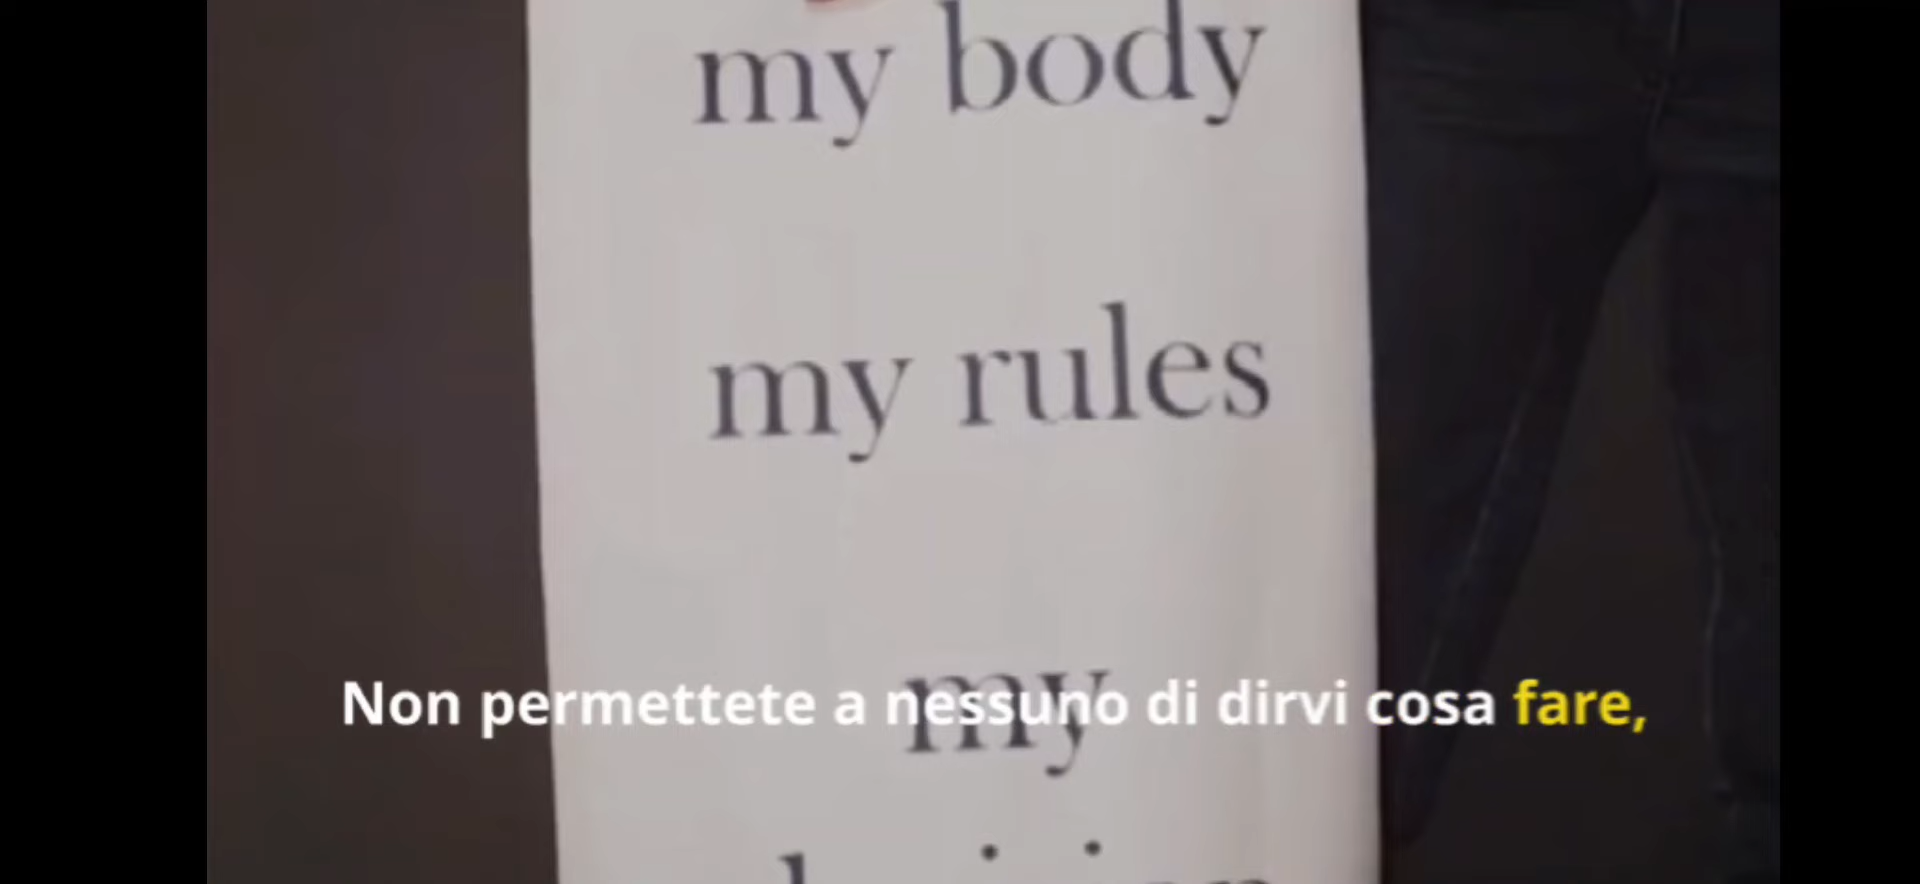 my body
my rules
my
Non permettete a nessuno di dirvi cosa fare,